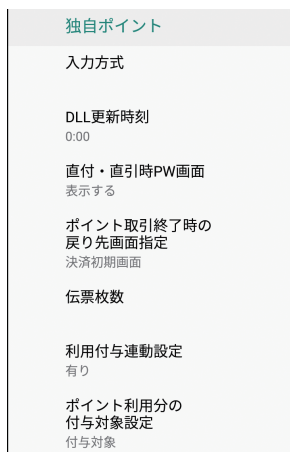 独自ポイント
入力方式
DLL更新時刻
0:00
直付・直引時PW画面
表示する
ポイント取引終了時の
戻り先画面指定
決済初期画面
伝票枚数
利用付与連動設定
有り
ポイント利用分の
付与対象設定
付与対象